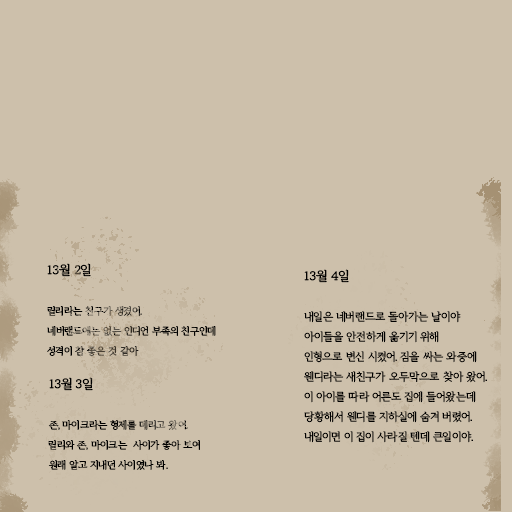 13월 2일
릴리라는 친구가 생겼어.
네버랜드에는 없는 인디언 부족의 친구인데
성격이 참 좋은 것 같아
13월 3일
존, 마이크라는 형제를 데리고 왔어.
릴리와 존, 마이크는 사이가 좋아 보여
원래 알고 지내던 사이였나 봐.
13월 4일
내일은 네버랜드로 돌아가는 날이야
아이들을 안전하게 옮기기 위해
인형으로 변신 시켰어. 짐을 싸는 와중에
웬디라는 새친구가 오두막으로 찾아 왔어.
이 아이를 따라 어른도 집에 들어왔는데
당황해서 웬디를 지하실에 숨겨 버렸어.
내일이면 이 집이 사라질 텐데 큰일이야.